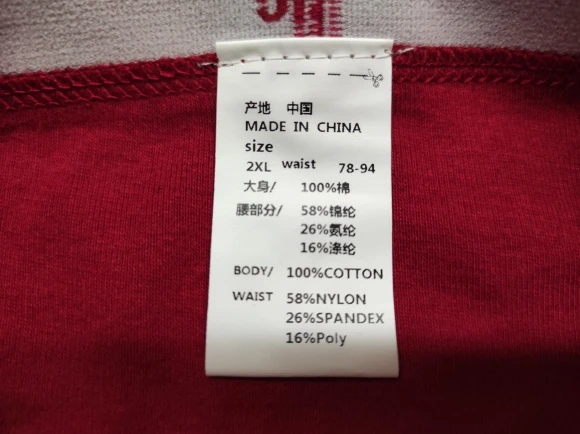 产地 中国
MADE IN CHINA
size
2XL waist 78-94
大身/ 100%棉
腰部分/ 58%锦纶
26%氨纶
16%涤纶
BODY/ 100%COTTON
WAIST 58%NYLON
26%SPANDEX
16%Poly